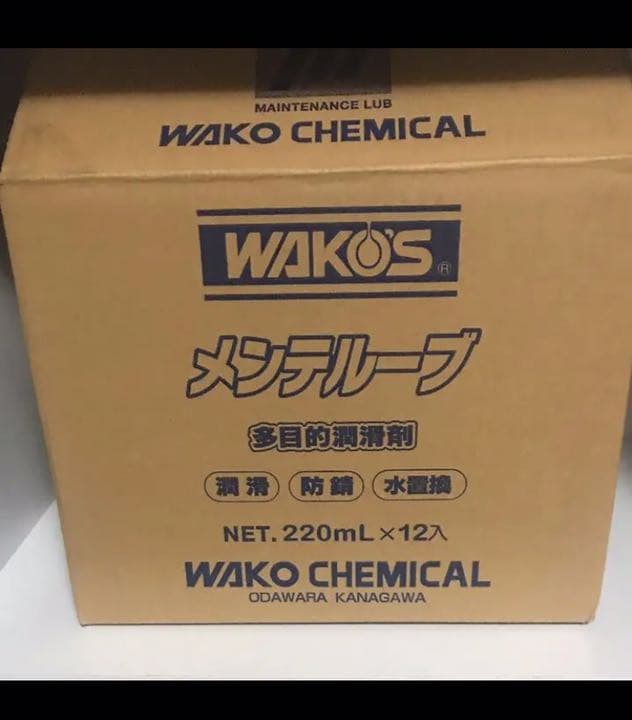 MAINTENANCE LUB
WAKO CHEMICAL
WAKO'S ®
メンテルーブ
多目的潤滑剤
潤滑 防錆 水置換
NET. 220mL×12入
WAKO CHEMICAL
ODAWARA KANAGAWA